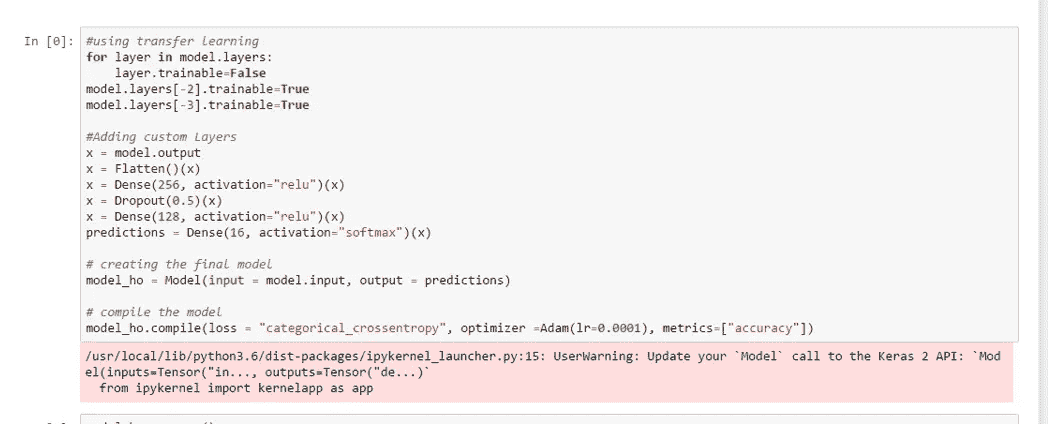 In [0]: #using transfer learning
for layer in model.layers:
    layer.trainable=False
model.layers[-2].trainable=True
model.layers[-3].trainable=True
#Adding custom Layers
x = model.output
x = Flatten()(x)
x = Dense(256, activation="relu")(x)
x = Dropout(0.5)(x)
x = Dense(128, activation="relu")(x)
predictions = Dense(16, activation="softmax")(x)
# creating the final model
model_ho = Model(input = model.input, output = predictions)
# compile the model
model_ho.compile(loss = "categorical_crossentropy", optimizer =Adam(lr=0.0001), metrics=["accuracy"])
/usr/local/lib/python3.6/dist-packages/ipykernel_launcher.py:15: UserWarning: Update your `Model` call to the Keras 2 API: `Mod
el(inputs=Tensor("in..., outputs=Tensor("de...)`
  from ipykernel import kernelapp as app